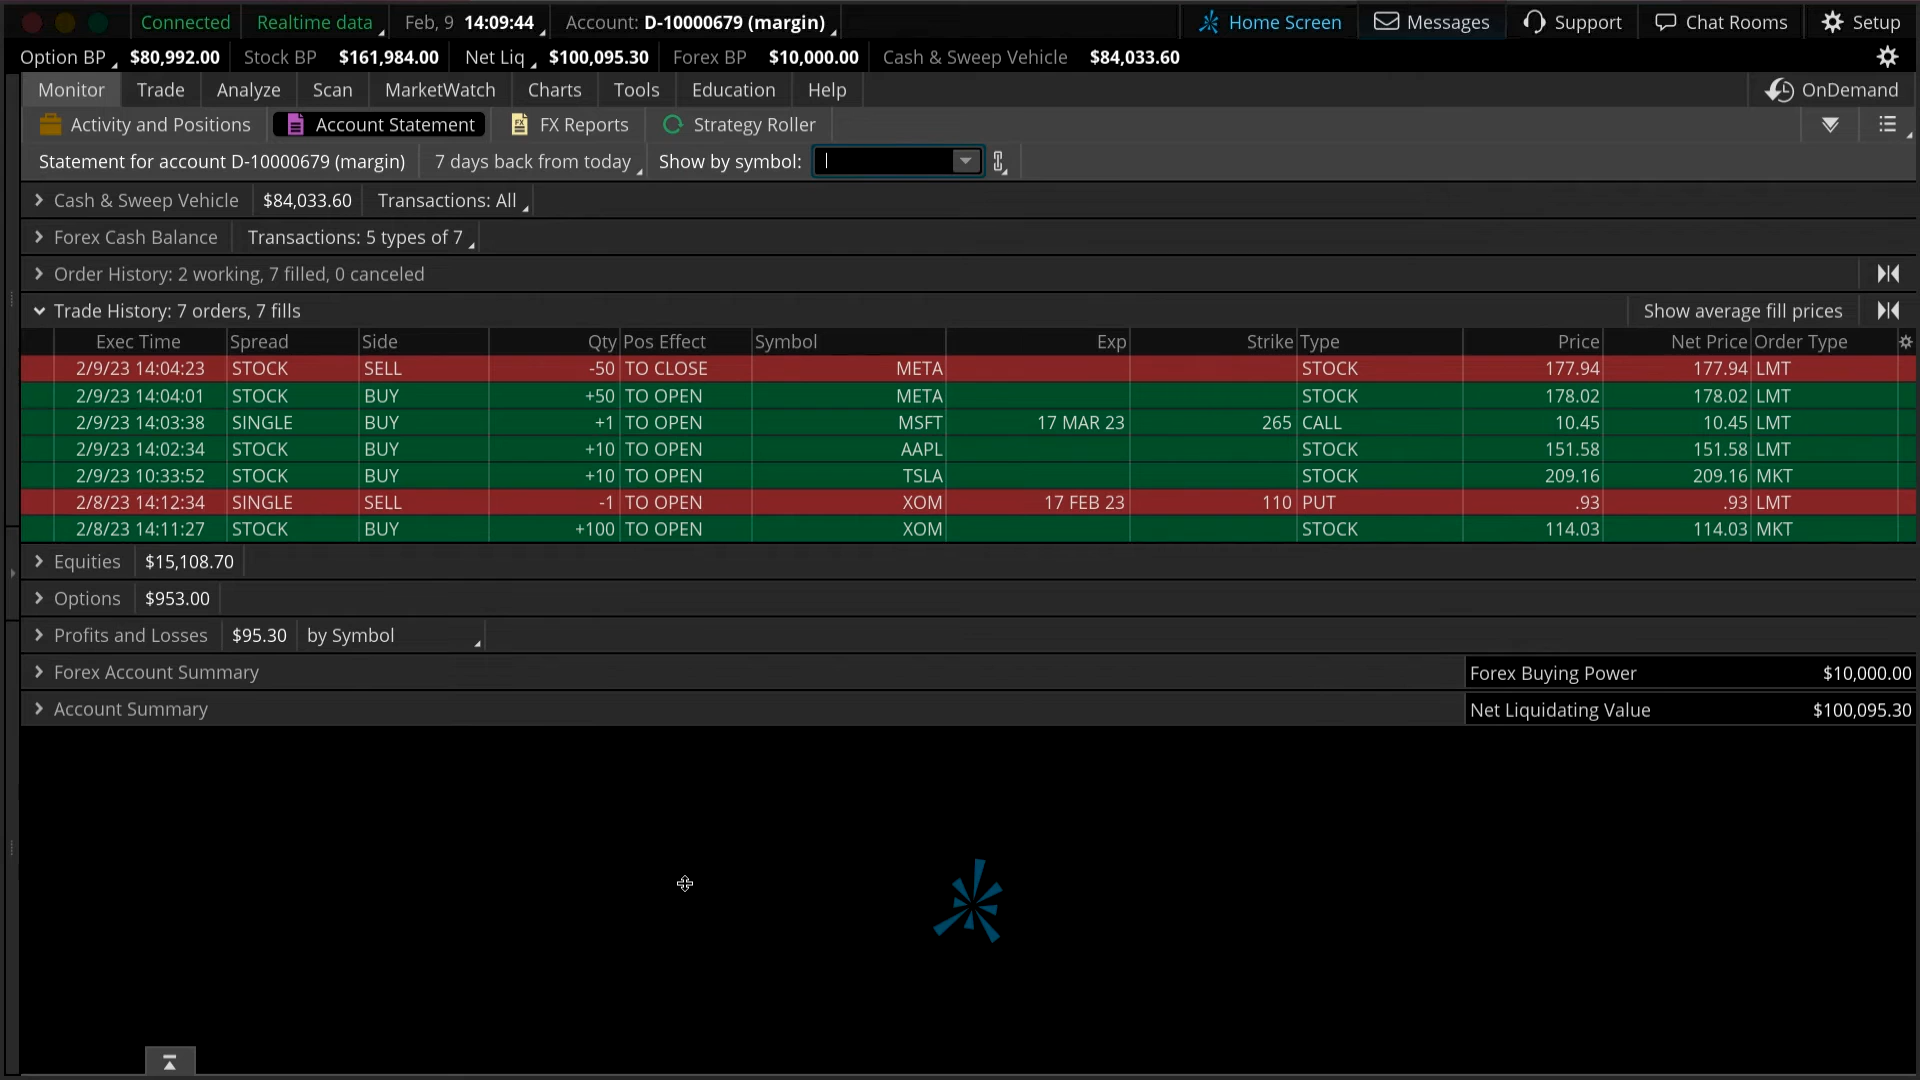 Connected Realtime data Feb, 9 14:09:44 Account: D-10000679 (margin) Home Screen Messages Support Chat Rooms Setup
Option BP $80,992.00 Stock BP $161,984.00 Net Liq $100,095.30 Forex BP $10,000.00 Cash & Sweep Vehicle $84,033.60
Monitor Trade Analyze Scan MarketWatch Charts Tools Education Help OnDemand
Activity and Positions Account Statement FX FX Reports Strategy Roller
Statement for account D-10000679 (margin) 7 days back from today Show by symbol:
Cash & Sweep Vehicle $84,033.60 Transactions: All
Forex Cash Balance Transactions: 5 types of 7
Order History: 2 working, 7 filled, 0 canceled
Trade History: 7 orders, 7 fills Show average fill prices
Exec Time Spread Side Qty Pos Effect Symbol Exp Strike Type Price Net Price Order Type
2/9/23 14:04:23 STOCK SELL -50 TO CLOSE META STOCK 177.94 177.94 LMT
2/9/23 14:04:01 STOCK BUY +50 TO OPEN META STOCK 178.02 178.02 LMT
2/9/23 14:03:38 SINGLE BUY +1 TO OPEN MSFT 17 MAR 23 265 CALL 10.45 10.45 LMT
2/9/23 14:02:34 STOCK BUY +10 TO OPEN AAPL STOCK 151.58 151.58 LMT
2/9/23 10:33:52 STOCK BUY +10 TO OPEN TSLA STOCK 209.16 209.16 MKT
2/8/23 14:12:34 SINGLE SELL -1 TO OPEN XOM 17 FEB 23 110 PUT .93 .93 LMT
2/8/23 14:11:27 STOCK BUY +100 TO OPEN XOM STOCK 114.03 114.03 MKT
Equities $15,108.70
Options $953.00
Profits and Losses $95.30 by Symbol
Forex Account Summary Forex Buying Power $10,000.00
Account Summary Net Liquidating Value $100,095.30